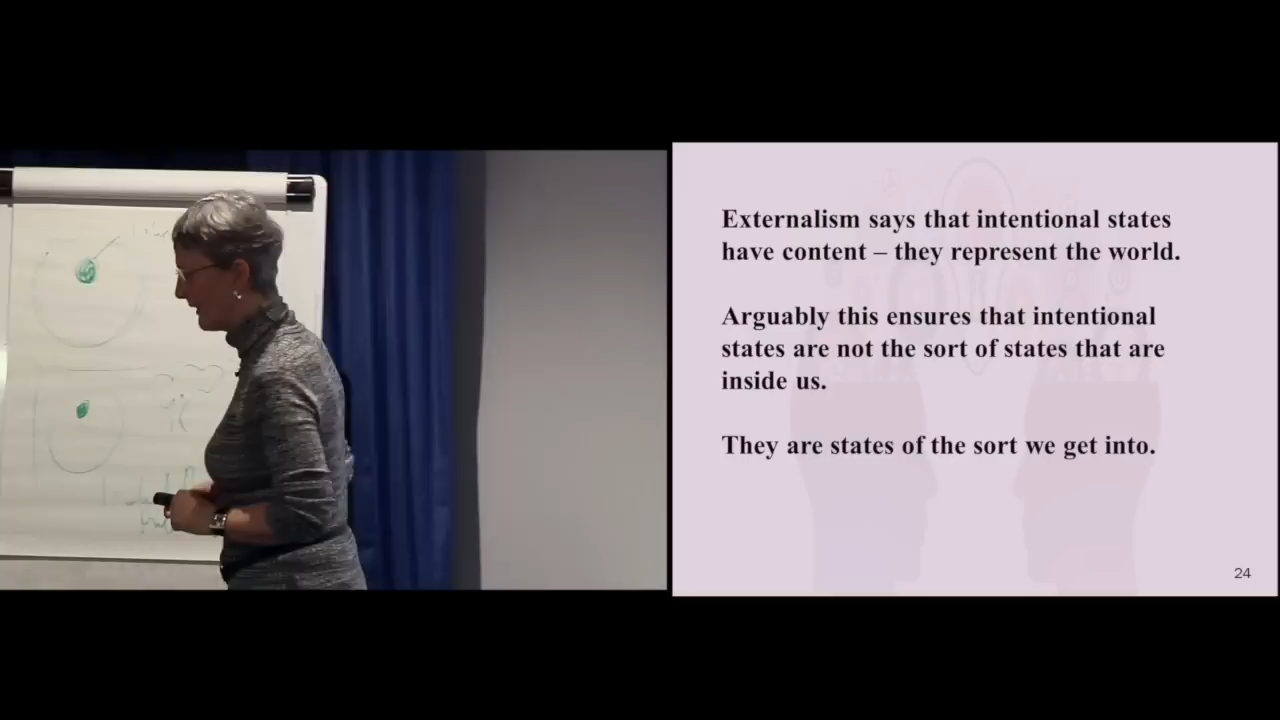 Externalism says that intentional states
have content – they represent the world.
Arguably this ensures that intentional
states are not the sort of states that are
inside us.
They are states of the sort we get into.
24